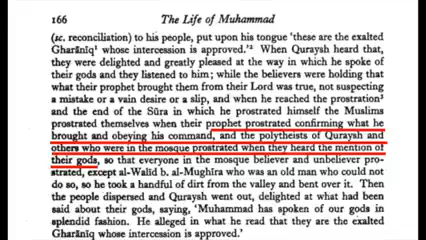 166 The Life of Muhammad
(sc. reconciliation) to his people, put upon his tongue 'these are the exalted
Gharānīq¹ whose intercession is approved.'² When Quraysh heard that,
they were delighted and greatly pleased at the way in which he spoke of
their gods and they listened to him; while the believers were holding that
what their prophet brought them from their Lord was true, not suspecting
a mistake or a vain desire or a slip, and when he reached the prostration³
and the end of the Sūra in which he prostrated himself the Muslims
prostrated themselves when their prophet prostrated confirming what he
brought and obeying his command, and the polytheists of Quraysh and
others who were in the mosque prostrated when they heard the mention of
their gods, so that everyone in the mosque believer and unbeliever pro-
strated, except al-Walīd b. al-Mughīra who was an old man who could not
do so, so he took a handful of dirt from the valley and bent over it. Then
the people dispersed and Quraysh went out, delighted at what had been
said about their gods, saying, 'Muhammad has spoken of our gods in
splendid fashion. He alleged in what he read that they are the exalted
Gharānīq whose intercession is approved.'